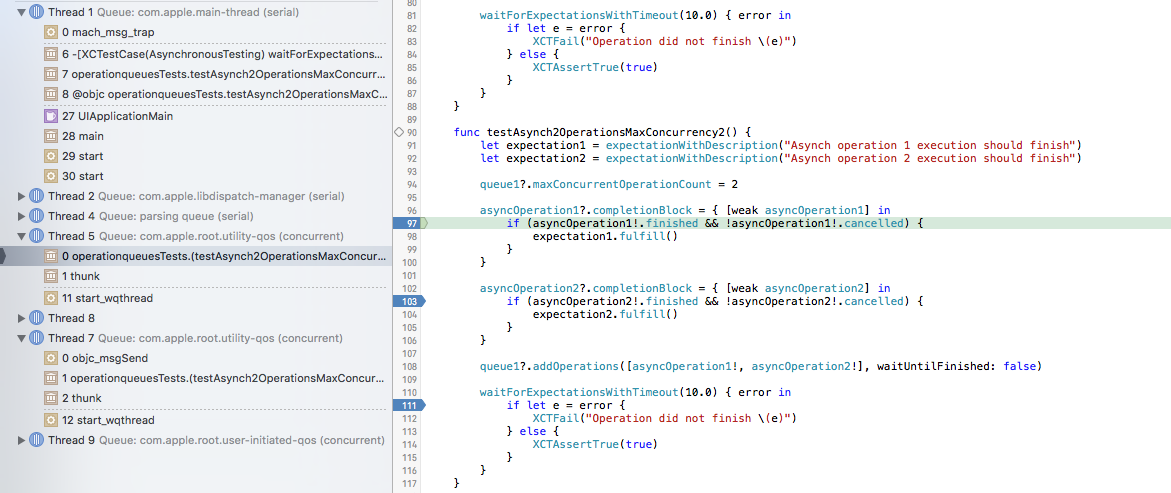 Thread 1 Queue: com.apple.main-thread (serial)
0 mach_msg_trap
6 -[XCTestCase(AsynchronousTesting) waitForExpectations...
7 operationqueuesTests.testAsynch2OperationsMaxConcurr...
8 @objc operationqueuesTests.testAsynch2OperationsMaxC...
27 UIApplicationMain
28 main
29 start
30 start
Thread 2 Queue: com.apple.libdispatch-manager (serial)
Thread 4 Queue: parsing queue (serial)
Thread 5 Queue: com.apple.root.utility-qos (concurrent)
0 operationqueuesTests.(testAsynch2OperationsMaxConcur...
1 thunk
11 start_wqthread
Thread 8
Thread 7 Queue: com.apple.root.utility-qos (concurrent)
0 objc_msgSend
1 operationqueuesTests.(testAsynch2OperationsMaxConcur...
2 thunk
12 start_wqthread
Thread 9 Queue: com.apple.root.user-initiated-qos (concurrent)
80
81 waitForExpectationsWithTimeout(10.0) { error in
82 if let e = error {
83 XCTFail("Operation did not finish \(e)")
84 } else {
85 XCTAssertTrue(true)
86 }
87 }
88 }
89
90 func testAsynch2OperationsMaxConcurrency2() {
91 let expectation1 = expectationWithDescription("Asynch operation 1 execution should finish")
92 let expectation2 = expectationWithDescription("Asynch operation 2 execution should finish")
93
94 queue1?.maxConcurrentOperationCount = 2
95
96 asyncOperation1?.completionBlock = { [weak asyncOperation1] in
97 if (asyncOperation1!.finished && !asyncOperation1!.cancelled) {
98 expectation1.fulfill()
99 }
100 }
101
102 asyncOperation2?.completionBlock = { [weak asyncOperation2] in
103 if (asyncOperation2!.finished && !asyncOperation2!.cancelled) {
104 expectation2.fulfill()
105 }
106 }
107
108 queue1?.addOperations([asyncOperation1!, asyncOperation2!], waitUntilFinished: false)
109
110 waitForExpectationsWithTimeout(10.0) { error in
111 if let e = error {
112 XCTFail("Operation did not finish \(e)")
113 } else {
114 XCTAssertTrue(true)
115 }
116 }
117 }